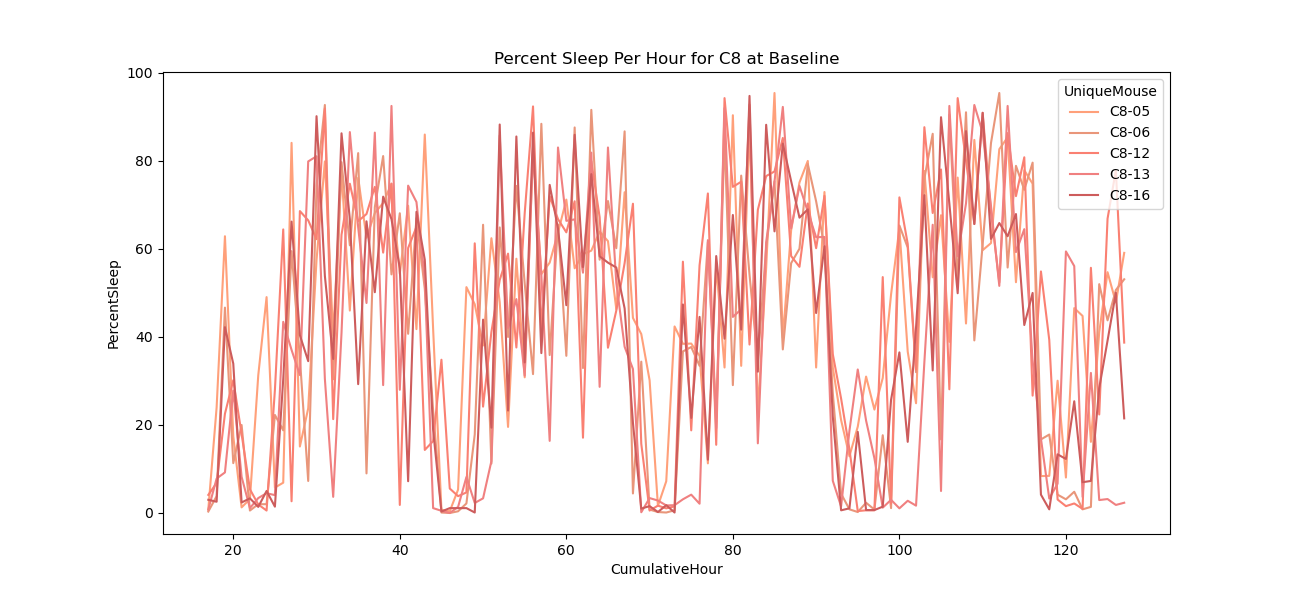 Percent Sleep Per Hour for C8 at Baseline
PercentSleep
100
80
60
40
20
0
20 40 60 80 100 120
CumulativeHour
UniqueMouse
C8-05
C8-06
C8-12
C8-13
C8-16